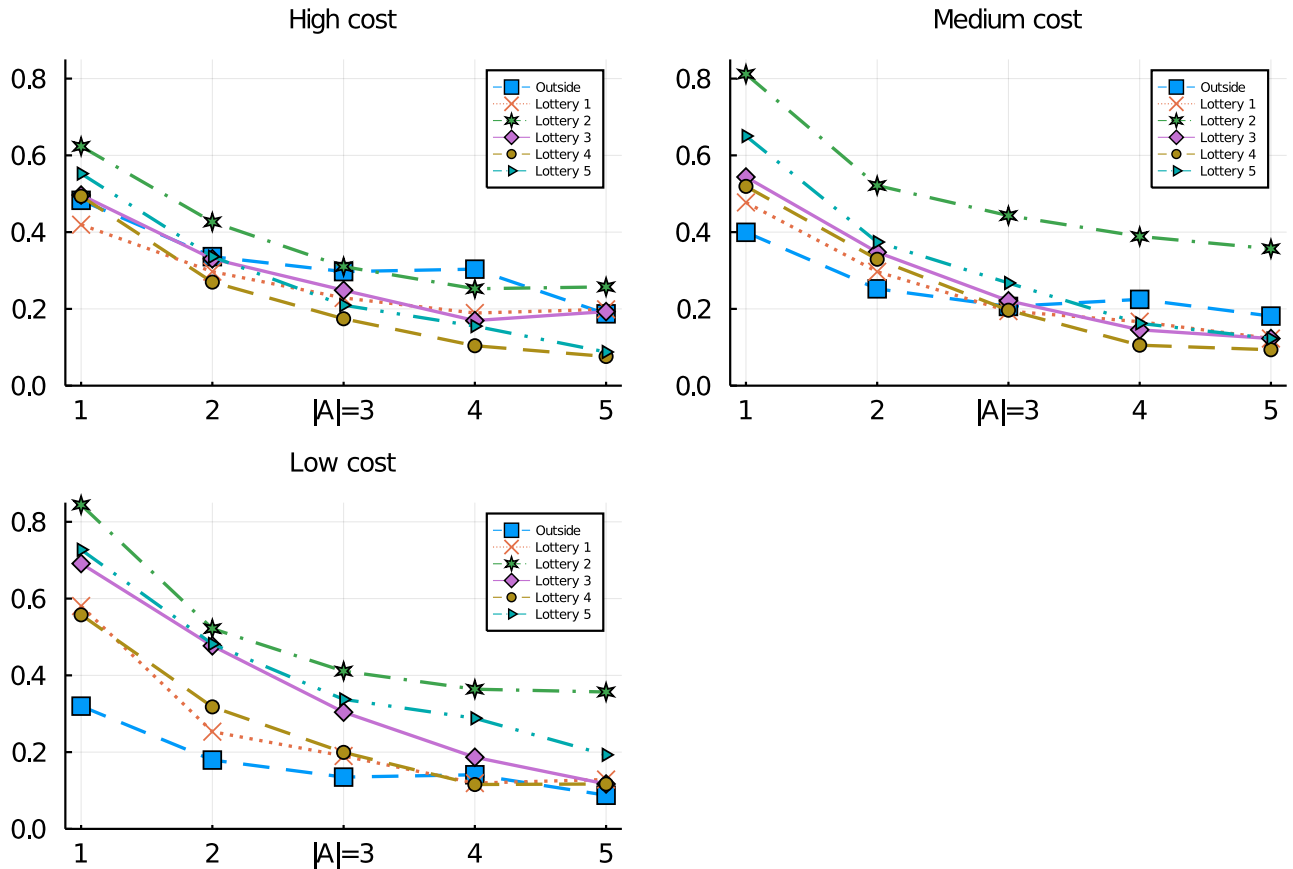 High cost
0.8
0.6
0.4
0.2
0.0
1 2 |A|=3 4 5
Outside
Lottery 1
Lottery 2
Lottery 3
Lottery 4
Lottery 5
Medium cost
0.8
0.6
0.4
0.2
0.0
1 2 |A|=3 4 5
Outside
Lottery 1
Lottery 2
Lottery 3
Lottery 4
Lottery 5
Low cost
0.8
0.6
0.4
0.2
0.0
1 2 |A|=3 4 5
Outside
Lottery 1
Lottery 2
Lottery 3
Lottery 4
Lottery 5